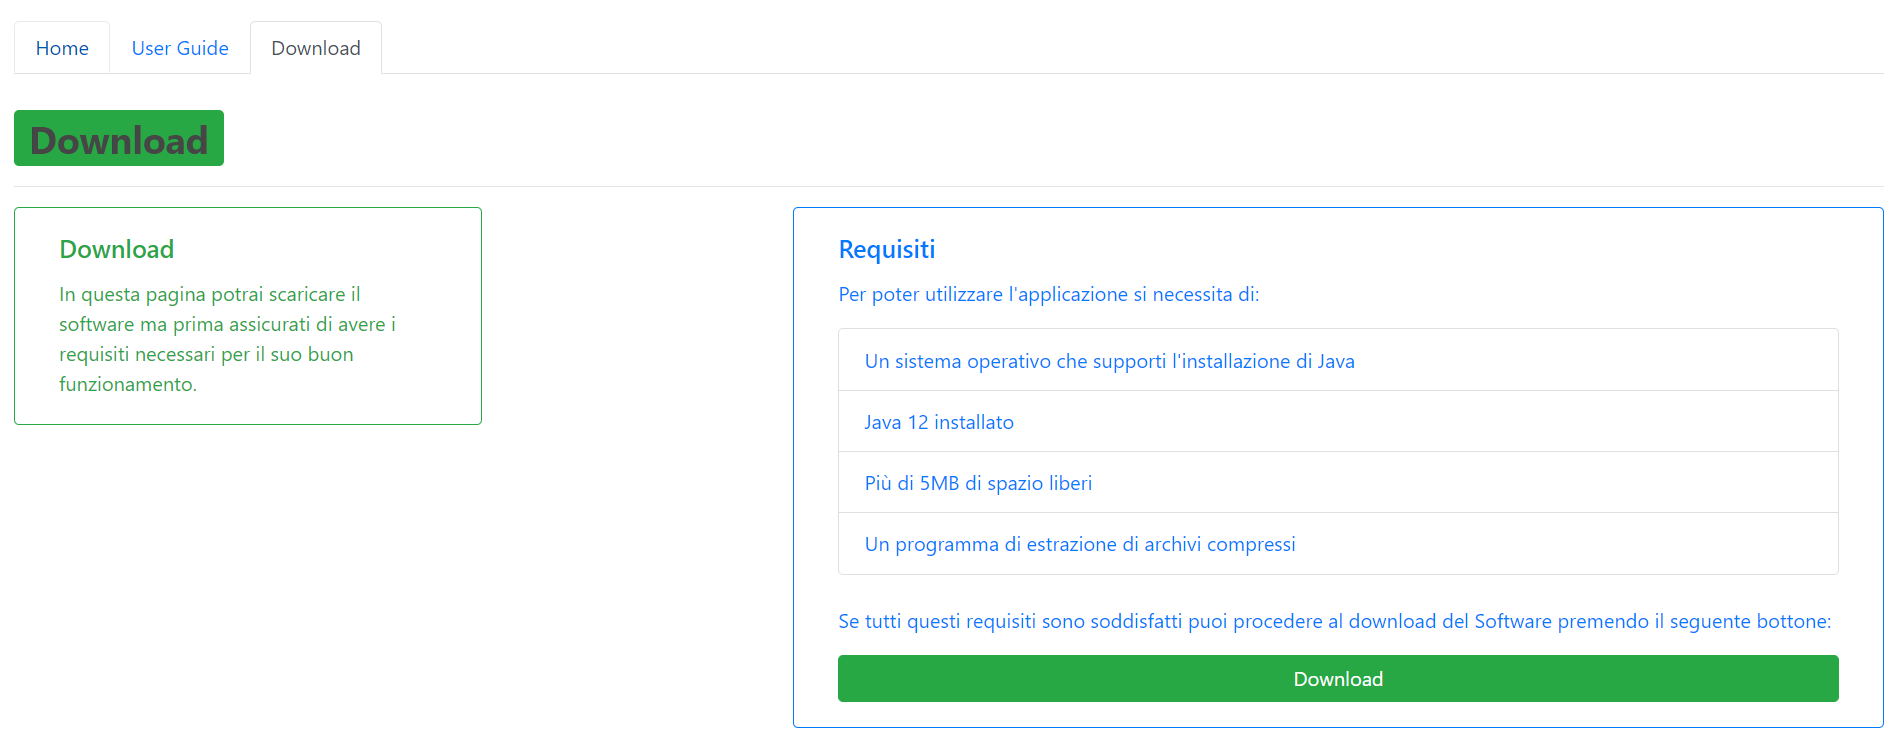 Home
User Guide
Download
Download
Download
In questa pagina potrai scaricare il
software ma prima assicurati di avere i
requisiti necessari per il suo buon
funzionamento.
Requisiti
Per poter utilizzare l'applicazione si necessita di:
Un sistema operativo che supporti l'installazione di Java
Java 12 installato
Più di 5MB di spazio liberi
Un programma di estrazione di archivi compressi
Se tutti questi requisiti sono soddisfatti puoi procedere al download del Software premendo il seguente bottone:
Download